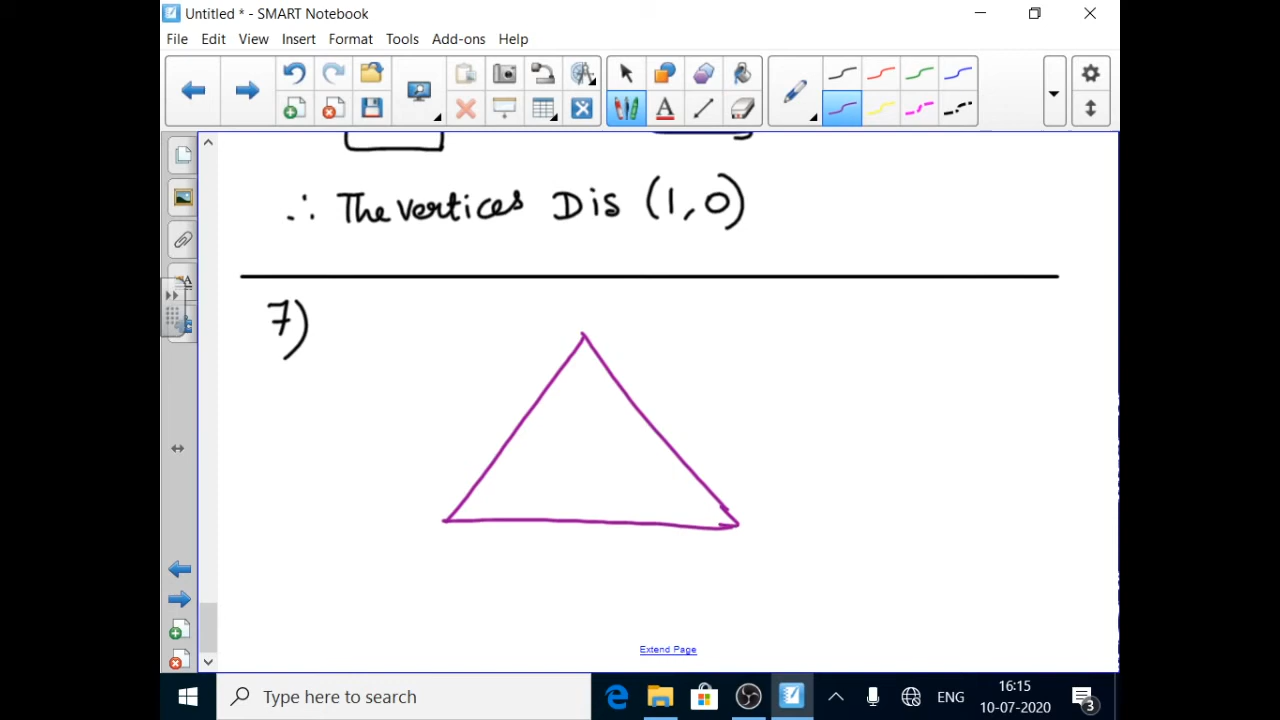 Untitled * - SMART Notebook
File Edit View Insert Format Tools Add-ons Help
∴ The vertices D is (1, 0)
7)
Extend Page
Type here to search
ENG
16:15
10-07-2020
3